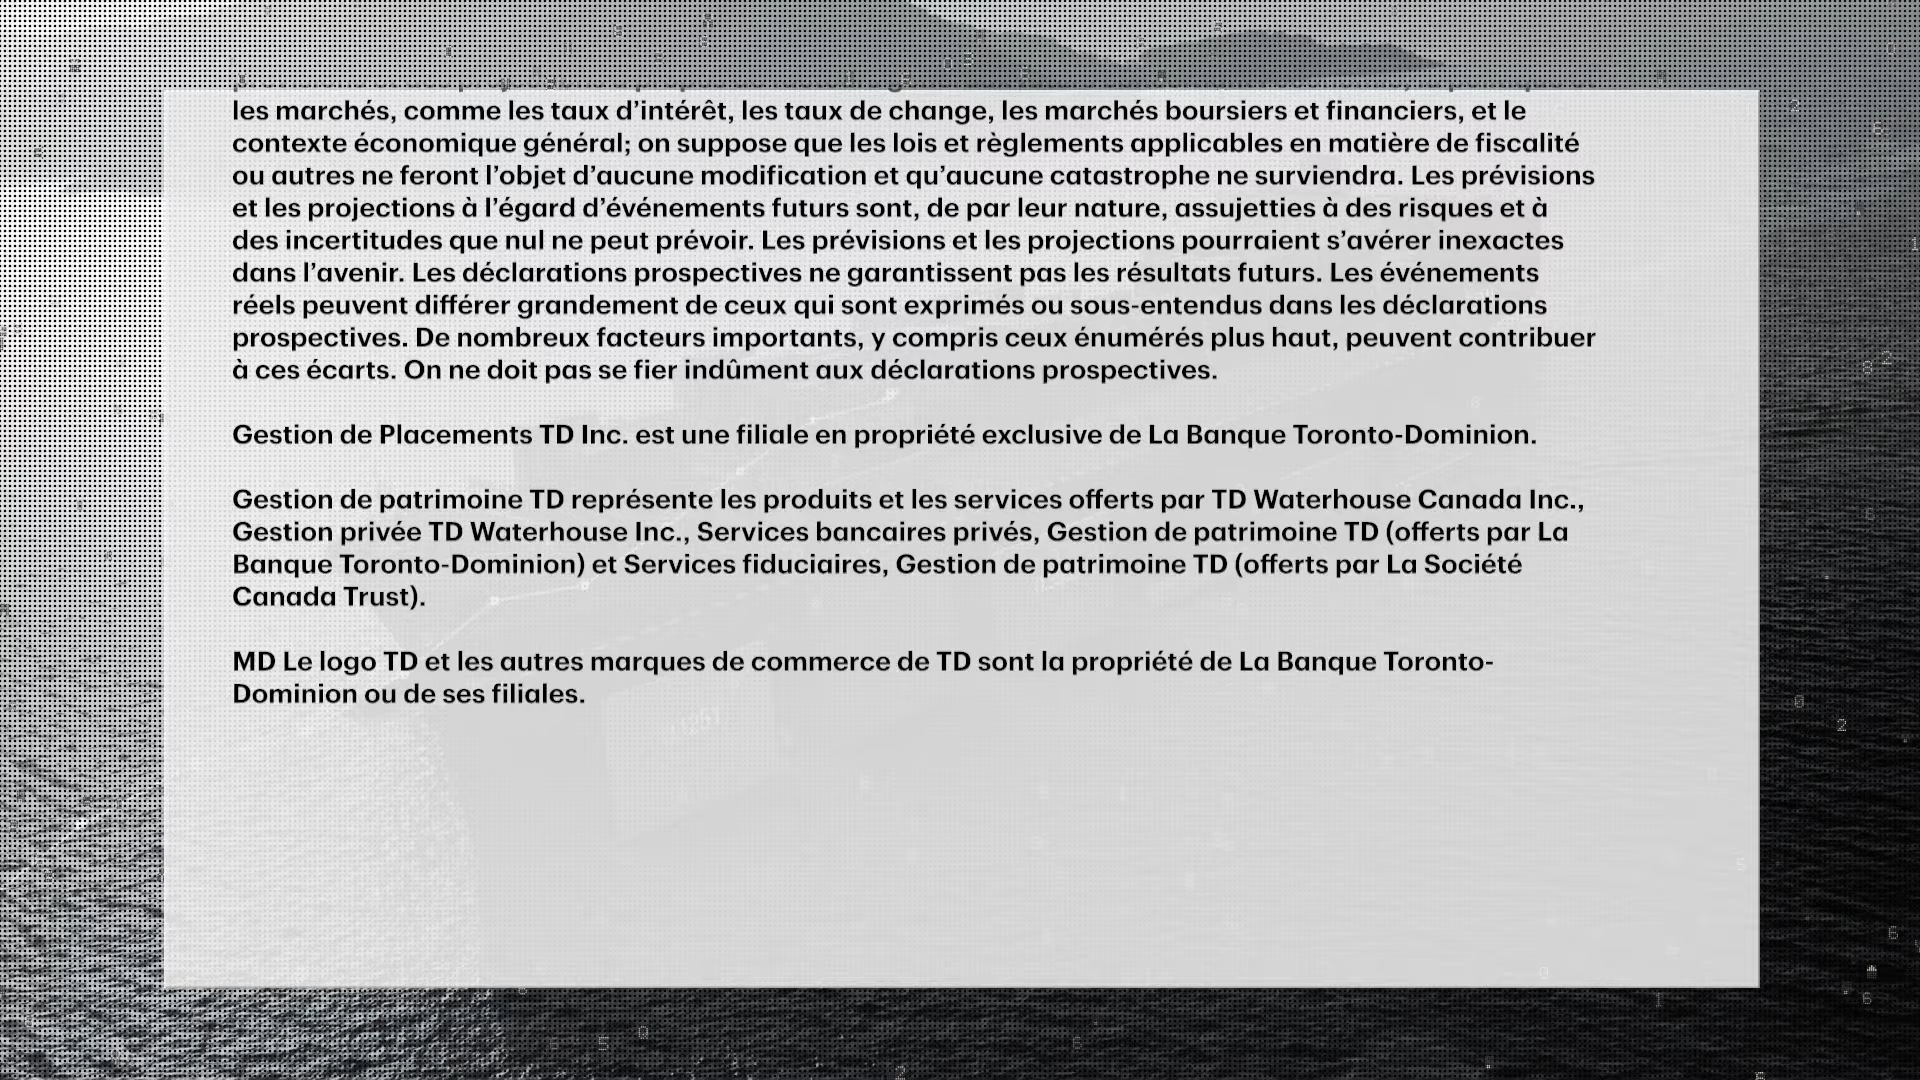 les marchés, comme les taux d’intérêt, les taux de change, les marchés boursiers et financiers, et le
contexte économique général; on suppose que les lois et règlements applicables en matière de fiscalité
ou autres ne feront l’objet d’aucune modification et qu’aucune catastrophe ne surviendra. Les prévisions
et les projections à l’égard d’événements futurs sont, de par leur nature, assujetties à des risques et à
des incertitudes que nul ne peut prévoir. Les prévisions et les projections pourraient s’avérer inexactes
dans l’avenir. Les déclarations prospectives ne garantissent pas les résultats futurs. Les événements
réels peuvent différer grandement de ceux qui sont exprimés ou sous-entendus dans les déclarations
prospectives. De nombreux facteurs importants, y compris ceux énumérés plus haut, peuvent contribuer
à ces écarts. On ne doit pas se fier indûment aux déclarations prospectives.
Gestion de Placements TD Inc. est une filiale en propriété exclusive de La Banque Toronto-Dominion.
Gestion de patrimoine TD représente les produits et les services offerts par TD Waterhouse Canada Inc.,
Gestion privée TD Waterhouse Inc., Services bancaires privés, Gestion de patrimoine TD (offerts par La
Banque Toronto-Dominion) et Services fiduciaires, Gestion de patrimoine TD (offerts par La Société
Canada Trust).
MD Le logo TD et les autres marques de commerce de TD sont la propriété de La Banque Toronto-
Dominion ou de ses filiales.